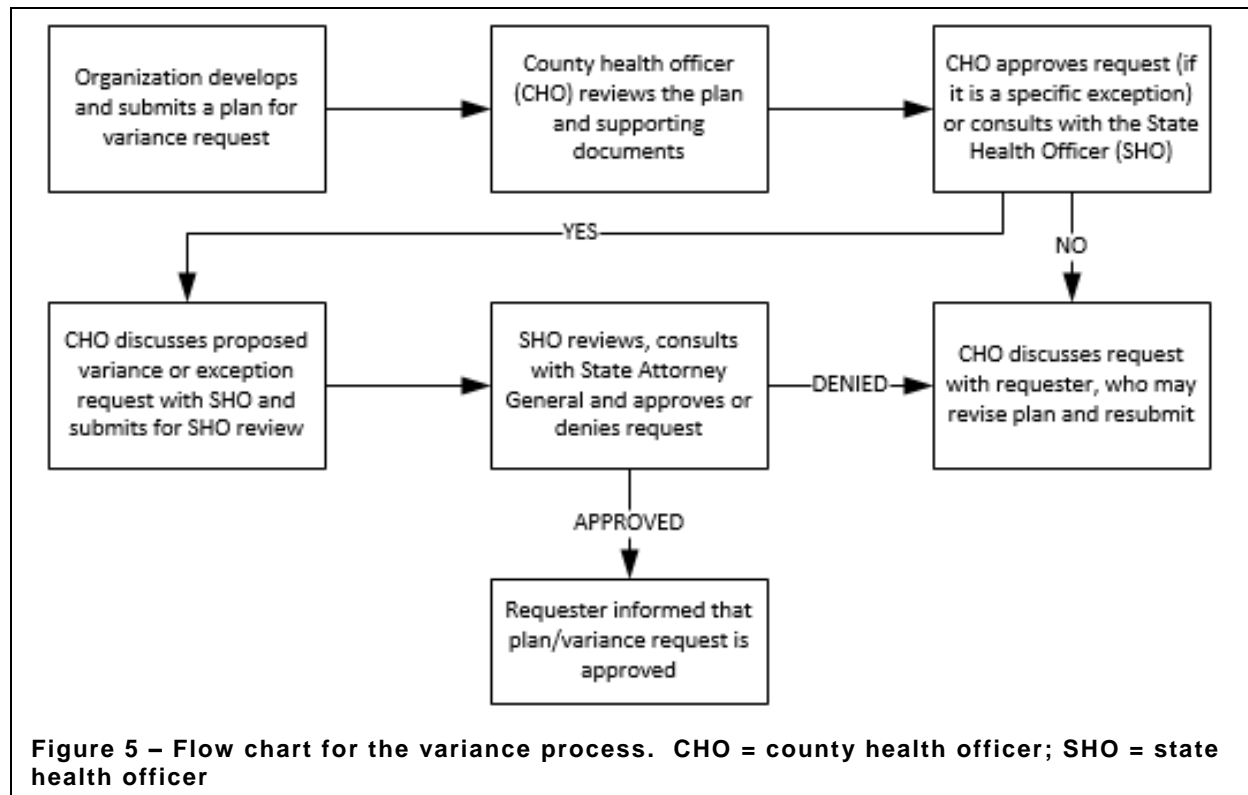 Organization develops
and submits a plan for
variance request
County health officer
(CHO) reviews the plan
and supporting
documents
CHO approves request (if
it is a specific exception)
or consults with the State
Health Officer (SHO)
YES
NO
CHO discusses proposed
variance or exception
request with SHO and
submits for SHO review
SHO reviews, consults
with State Attorney
General and approves or
denies request
DENIED
CHO discusses request
with requester, who may
revise plan and resubmit
APPROVED
Requester informed that
plan/variance request is
approved
Figure 5 – Flow chart for the variance process. CHO = county health officer; SHO = state
health officer